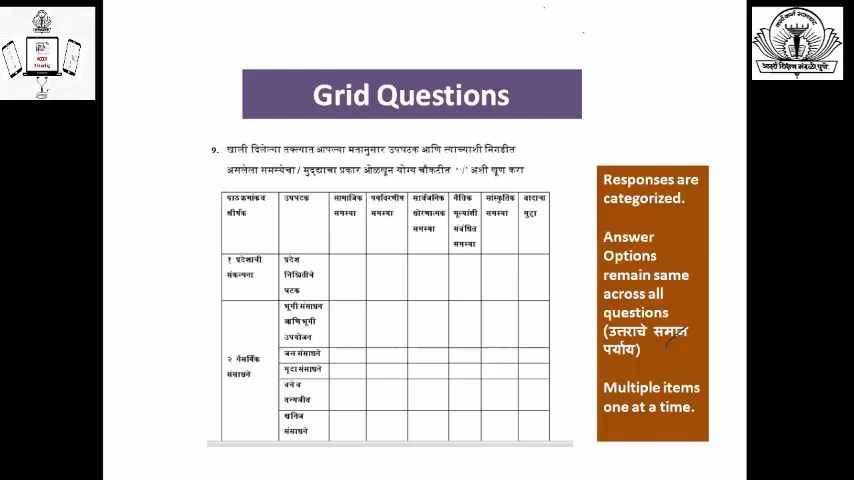 Grid Questions
9. खाली दिलेल्या तक्त्यात आपल्या मतानुसार उपघटक आणि त्याच्याशी निगडीत
असलेला समस्येचा / मुद्द्याचा प्रकार ओळखून योग्य चौकटीत '√' अशी खूण करा
पाठ क्रमांक व
शीर्षक
उपघटक
सामाजिक
समस्या
पर्यावरणीय
समस्या
सार्वजनिक
धोरणात्मक
समस्या
नैतिक
मूल्यांशी
संबंधित
समस्या
सांस्कृतिक
समस्या
वादाचा
मुद्दा
१ .प्रदेशाची
संकल्पना
प्रदेश
निश्चितीचे
घटक
२ नैसर्गिक
संसाधने
भूमी संसाधन
आणि भूमी
उपयोजन
जल संसाधने
मृदा संसाधने
वने व
वन्यजीव
खनिज
संसाधने
Responses are
categorized.
Answer
Options
remain same
across all
questions
(उत्तराचे समान
पर्याय)
Multiple items
one at a time.